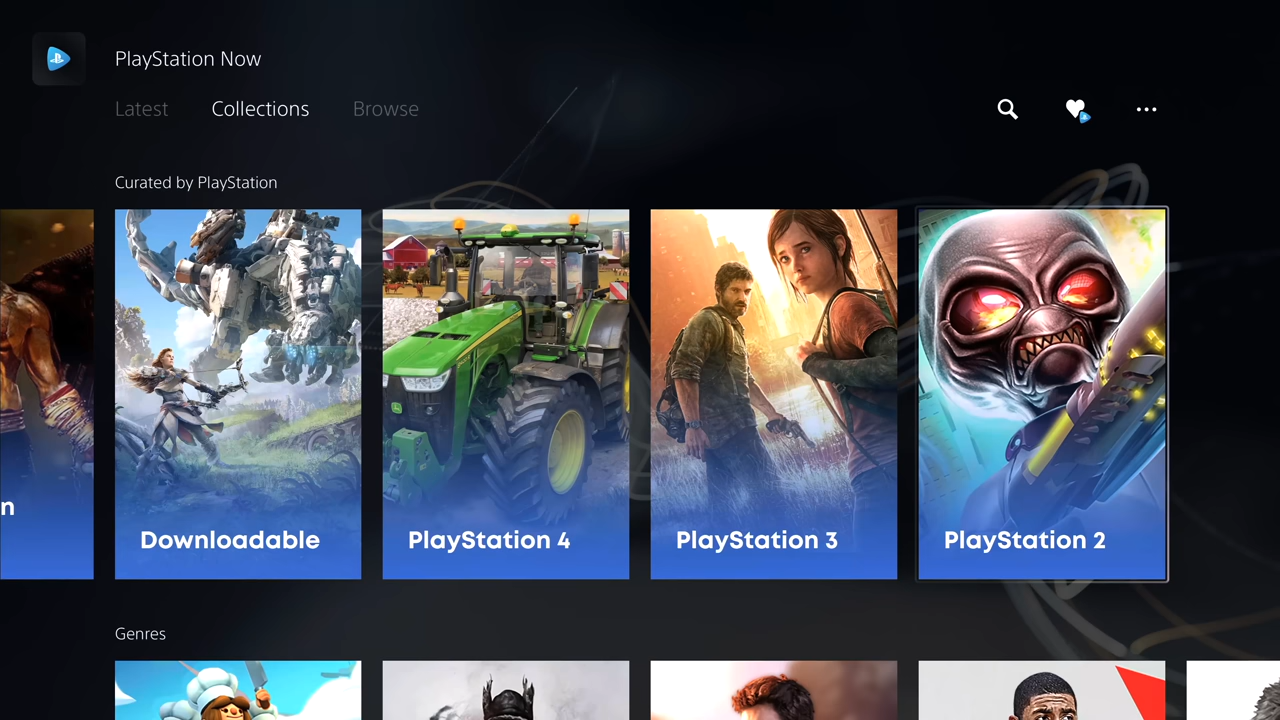 PlayStation Now
Latest
Collections
Browse
Curated by PlayStation
n
Downloadable
PlayStation 4
PlayStation 3
PlayStation 2
Genres